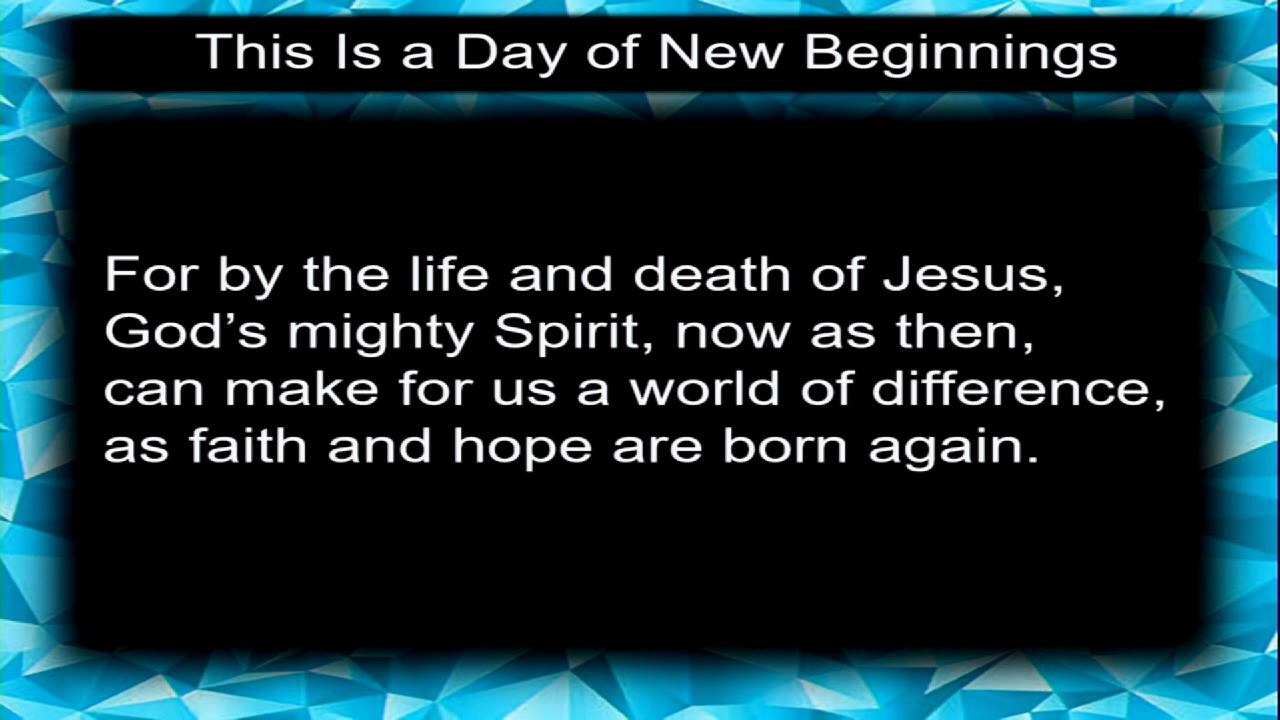 This Is a Day of New Beginnings
For by the life and death of Jesus,
God’s mighty Spirit, now as then,
can make for us a world of difference,
as faith and hope are born again.